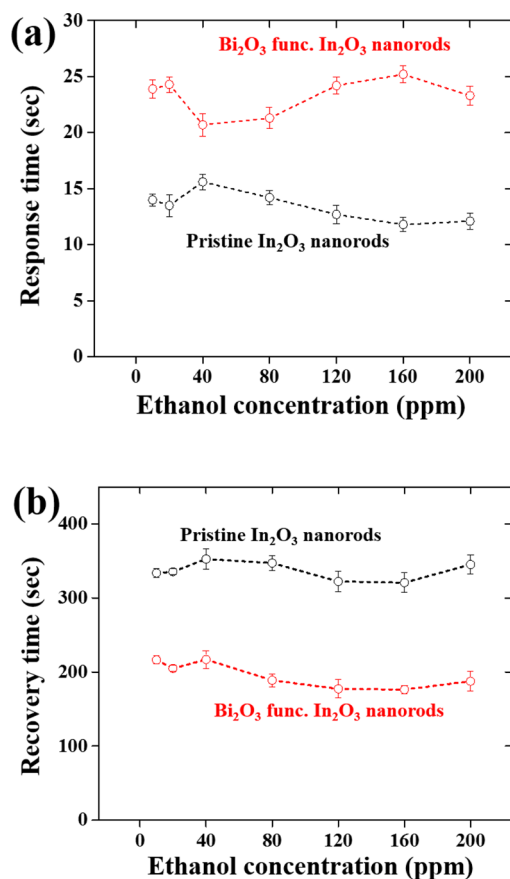 (a)
30
25
20
15
10
5
0
Response time (sec)
Bi₂O₃ func. In₂O₃ nanorods
Pristine In₂O₃ nanorods
0 40 80 120 160 200
Ethanol concentration (ppm)
(b)
400
300
200
100
0
Recovery time (sec)
Pristine In₂O₃ nanorods
Bi₂O₃ func. In₂O₃ nanorods
0 40 80 120 160 200
Ethanol concentration (ppm)